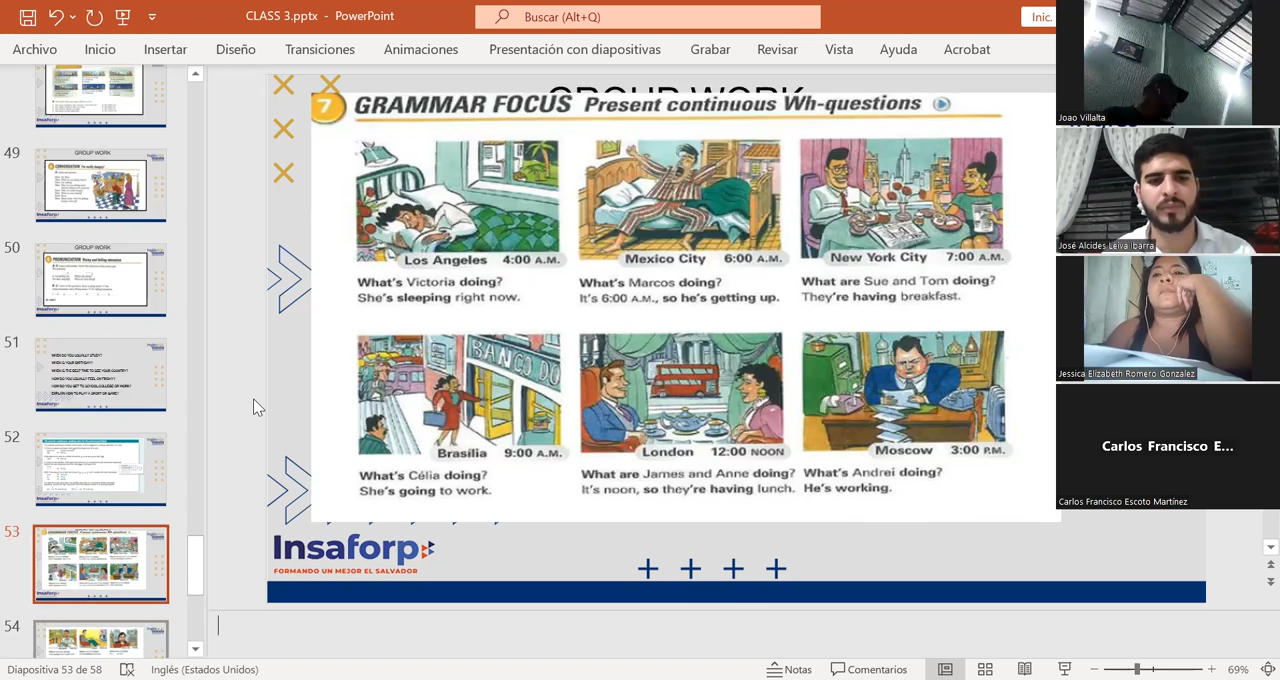 CLASS 3.pptx - PowerPoint
Buscar (Alt+Q)
Inic.
Archivo Inicio Insertar Diseño Transiciones Animaciones Presentación con diapositivas Grabar Revisar Vista Ayuda Acrobat
49
50
51
52
53
54
GROUP WORK
7 GRAMMAR FOCUS Present continuous Wh-questions
Los Angeles 4:00 A.M.
What's Victoria doing?
She's sleeping right now.
Mexico City 6:00 A.M.
What's Marcos doing?
It's 6:00 A.M., so he's getting up.
New York City 7:00 A.M.
What are Sue and Tom doing?
They're having breakfast.
BANCO DO
Brasília 9:00 A.M.
What's Célia doing?
She's going to work.
London 12:00 NOON
What are James and Anne doing?
It's noon, so they're having lunch.
Moscow 3:00 P.M.
What's Andrei doing?
He's working.
Insaforp
FORMANDO UN MEJOR EL SALVADOR
Joao Villalta
José Alcides Leiva Ibarra
Jessica Elizabeth Romero Gonzalez
Carlos Francisco E...
Carlos Francisco Escoto Martínez
Diapositiva 53 de 58 Inglés (Estados Unidos) Notas Comentarios 69%